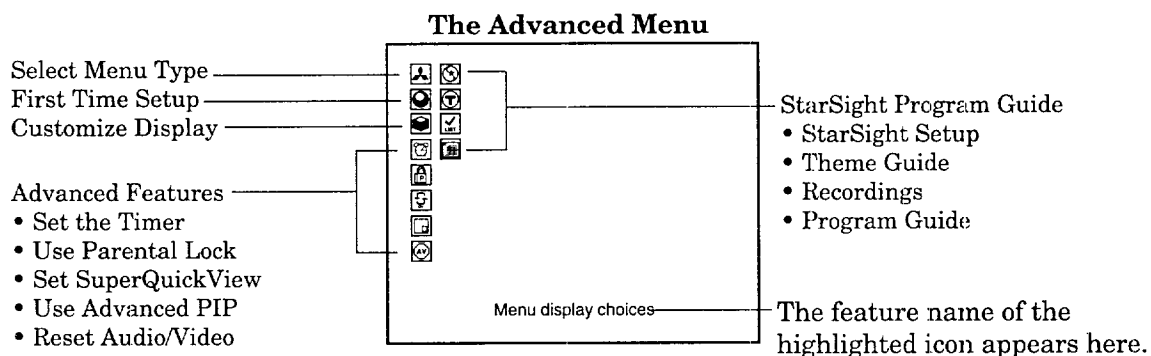 The Advanced Menu
Select Menu Type
First Time Setup
Customize Display
Advanced Features
• Set the Timer
• Use Parental Lock
• Set SuperQuickView
• Use Advanced PIP
• Reset Audio/Video
T
LIST
P
AV
Menu display choices
StarSight Program Guide
• StarSight Setup
• Theme Guide
• Recordings
• Program Guide
The feature name of the
highlighted icon appears here.